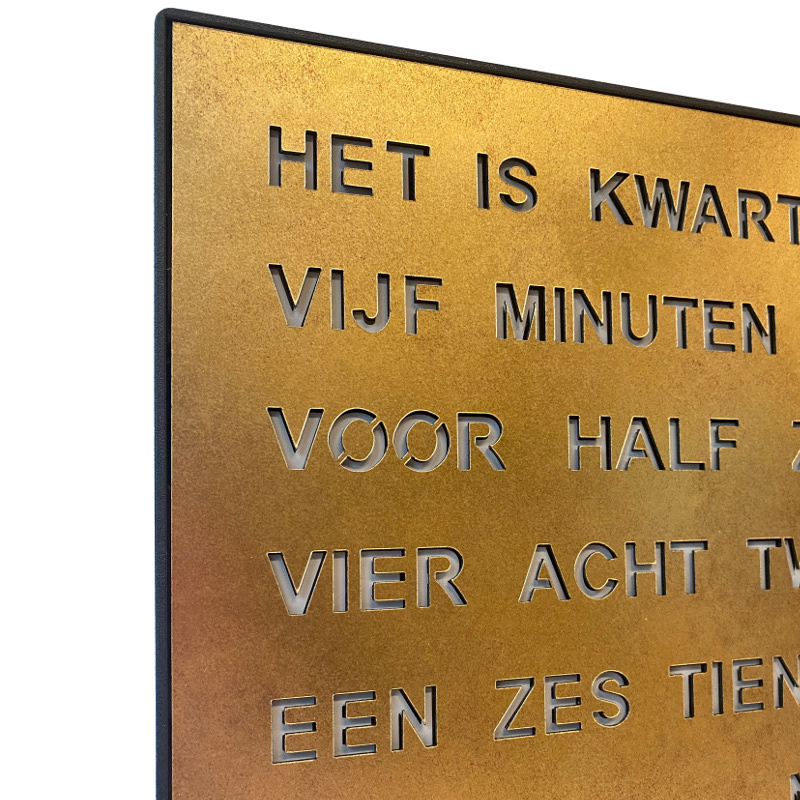 HET IS KWART
VIJF MINUTEN
VOOR HALF
VIER ACHT
EEN ZES TIEN